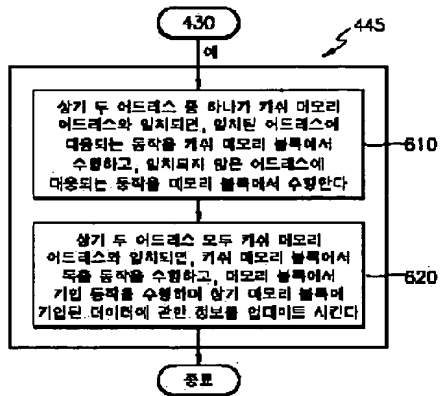 430
예
445
상기 두 어드레스 중 하나가 캐쉬 메모리
어드레스와 일치되면, 일치된 어드레스에
대응되는 동작을 캐쉬 메모리 블록에서
수행하고, 일치되지 않은 어드레스에
대응되는 동작을 메모리 블록에서 수행한다
610
상기 두 어드레스 모두 캐쉬 메모리
어드레스와 일치되면, 캐쉬 메모리 블록에서
독출 동작을 수행하고, 메모리 블록에서
기입 동작을 수행하며 상기 메모리 블록에
기입된 데이터에 관한 정보를 업데이트 시킨다
620
종료